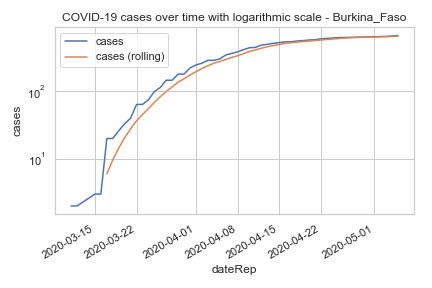 COVID-19 cases over time with logarithmic scale - Burkina_Faso
cases
cases (rolling)
10²
10¹
cases
2020-03-15
2020-03-22
2020-04-01
2020-04-08
2020-04-15
2020-04-22
2020-05-01
dateRep